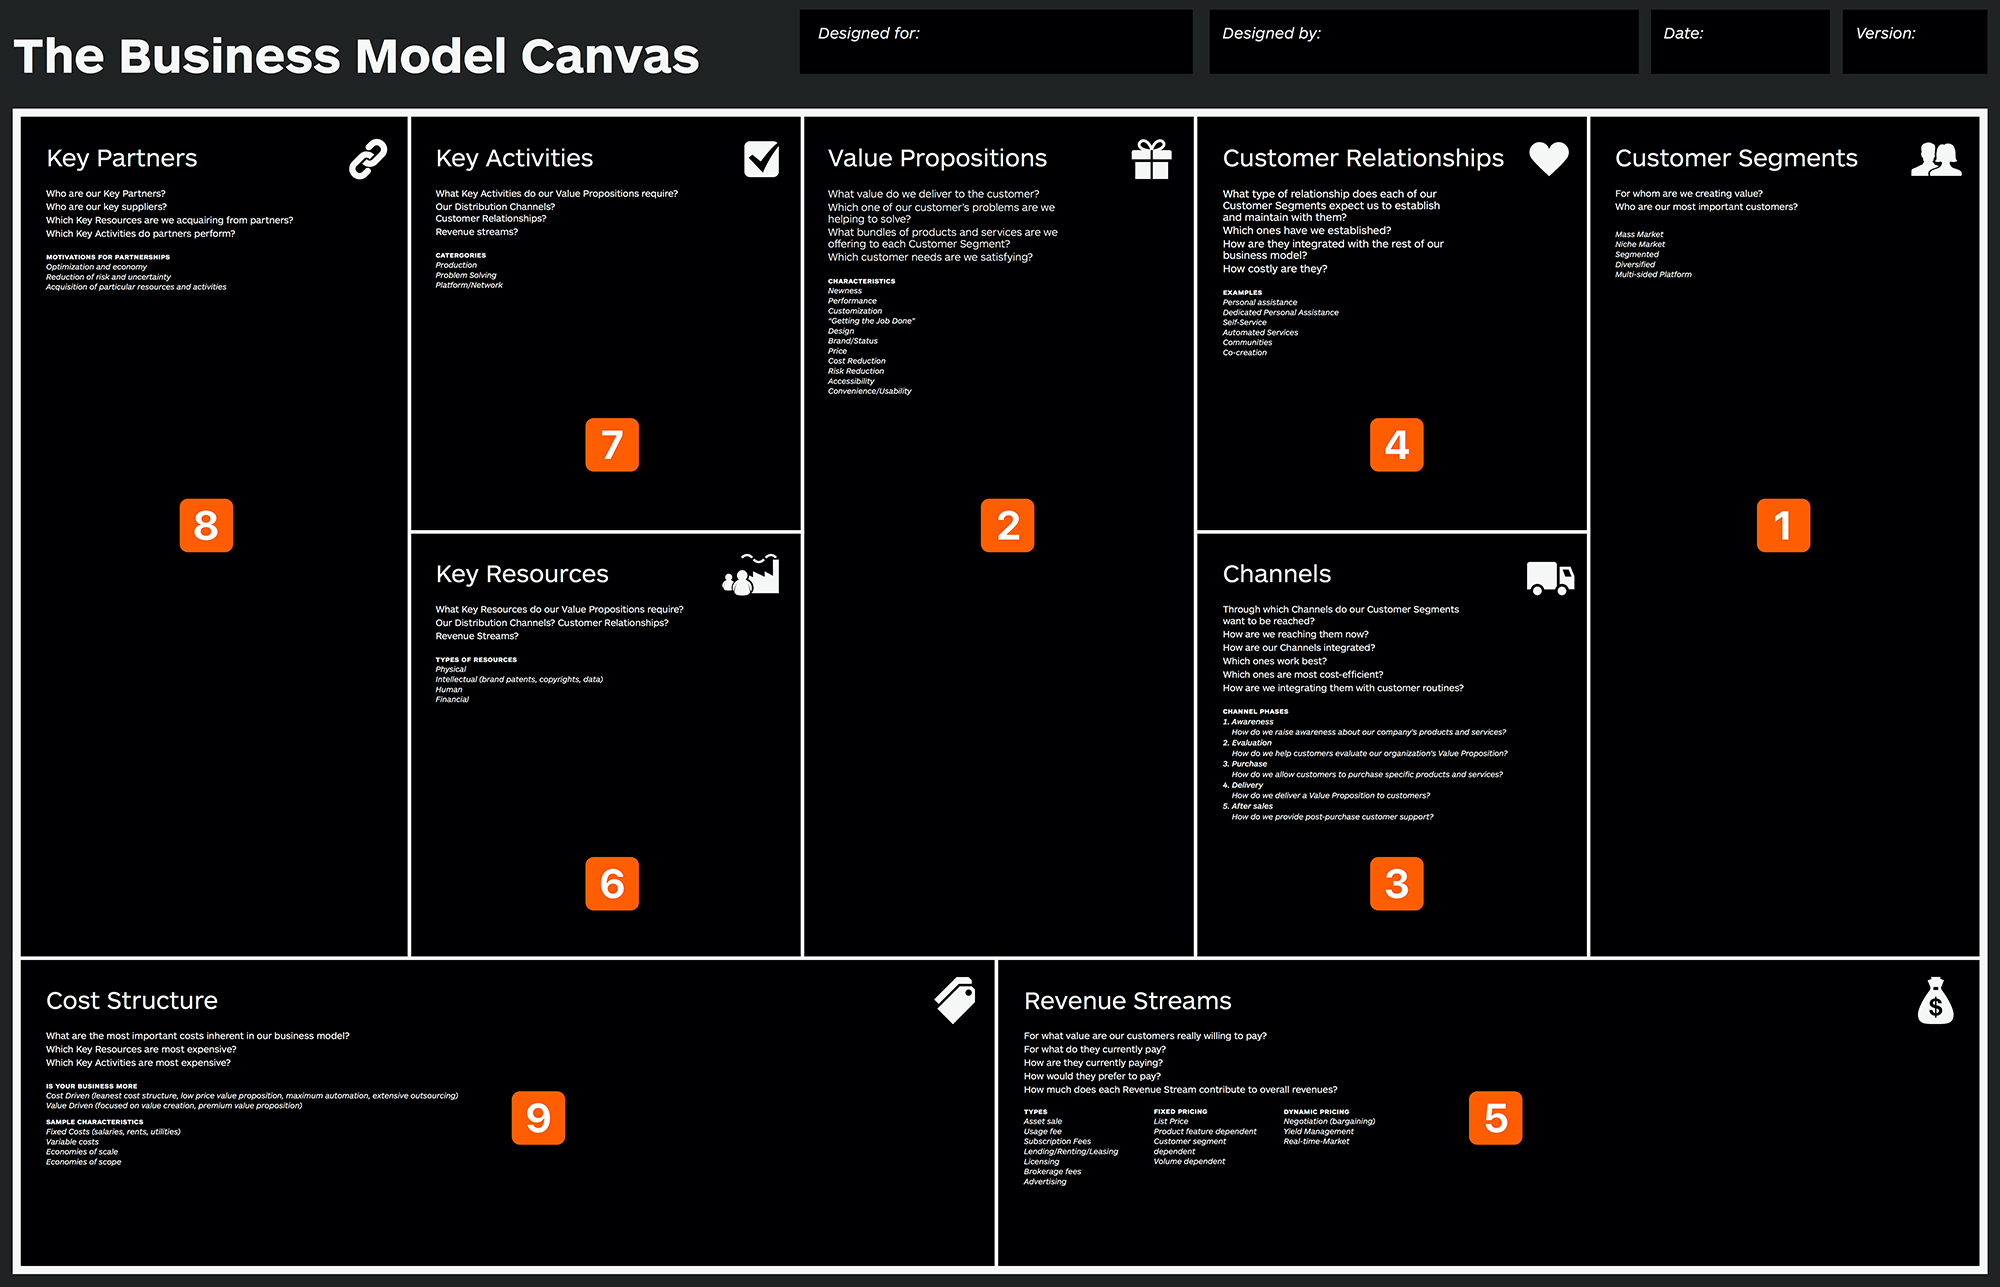 The Business Model Canvas
Designed for:
Designed by:
Date:
Version:
Key Partners
Who are our Key Partners?
Who are our key suppliers?
Which Key Resources are we acquairing from partners?
Which Key Activities do partners perform?
MOTIVATIONS FOR PARTNERSHIPS
Optimization and economy
Reduction of risk and uncertainty
Acquisition of particular resources and activities
8
Key Activities
What Key Activities do our Value Propositions require?
Our Distribution Channels?
Customer Relationships?
Revenue streams?
CATERGORIES
Production
Problem Solving
Platform/Network
7
Key Resources
What Key Resources do our Value Propositions require?
Our Distribution Channels? Customer Relationships?
Revenue Streams?
TYPES OF RESOURCES
Physical
Intellectual (brand patents, copyrights, data)
Human
Financial
6
Value Propositions
What value do we deliver to the customer?
Which one of our customer's problems are we
helping to solve?
What bundles of products and services are we
offering to each Customer Segment?
Which customer needs are we satisfying?
CHARACTERISTICS
Newness
Performance
Customization
“Getting the Job Done”
Design
Brand/Status
Price
Cost Reduction
Risk Reduction
Accessibility
Convenience/Usability
2
Customer Relationships
What type of relationship does each of our
Customer Segments expect us to establish
and maintain with them?
Which ones have we established?
How are they integrated with the rest of our
business model?
How costly are they?
EXAMPLES
Personal assistance
Dedicated Personal Assistance
Self-Service
Automated Services
Communities
Co-creation
4
Channels
Through which Channels do our Customer Segments
want to be reached?
How are we reaching them now?
How are our Channels integrated?
Which ones work best?
Which ones are most cost-efficient?
How are we integrating them with customer routines?
CHANNEL PHASES
1. Awareness
How do we raise awareness about our company's products and services?
2. Evaluation
How do we help customers evaluate our organization's Value Proposition?
3. Purchase
How do we allow customers to purchase specific products and services?
4. Delivery
How do we deliver a Value Proposition to customers?
5. After sales
How do we provide post-purchase customer support?
3
Customer Segments
For whom are we creating value?
Who are our most important customers?
Mass Market
Niche Market
Segmented
Diversified
Multi-sided Platform
1
Cost Structure
What are the most important costs inherent in our business model?
Which Key Resources are most expensive?
Which Key Activities are most expensive?
IS YOUR BUSINESS MORE
Cost Driven (leanest cost structure, low price value proposition, maximum automation, extensive outsourcing)
Value Driven (focused on value creation, premium value proposition)
SAMPLE CHARACTERISTICS
Fixed Costs (salaries, rents, utilities)
Variable costs
Economies of scale
Economies of scope
9
Revenue Streams
$
For what value are our customers really willing to pay?
For what do they currently pay?
How are they currently paying?
How would they prefer to pay?
How much does each Revenue Stream contribute to overall revenues?
TYPES
Asset sale
Usage fee
Subscription Fees
Lending/Renting/Leasing
Licensing
Brokerage fees
Advertising
FIXED PRICING
List Price
Product feature dependent
Customer segment
dependent
Volume dependent
DYNAMIC PRICING
Negotiation (bargaining)
Yield Management
Real-time-Market
5